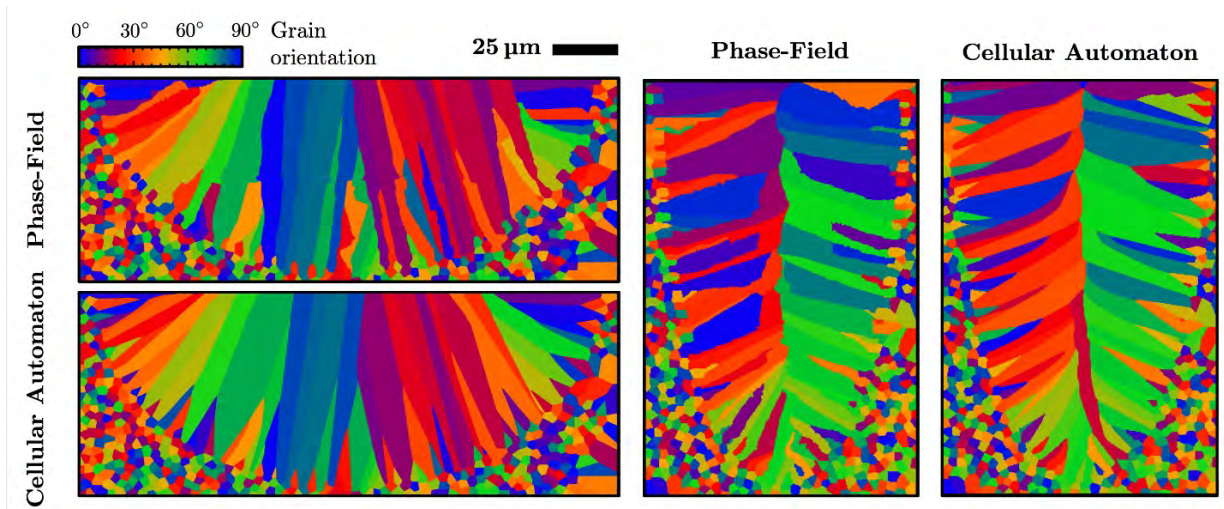 0° 30° 60° 90° Grain
orientation
25 μm
Phase-Field
Cellular Automaton
Phase-Field
Cellular Automaton